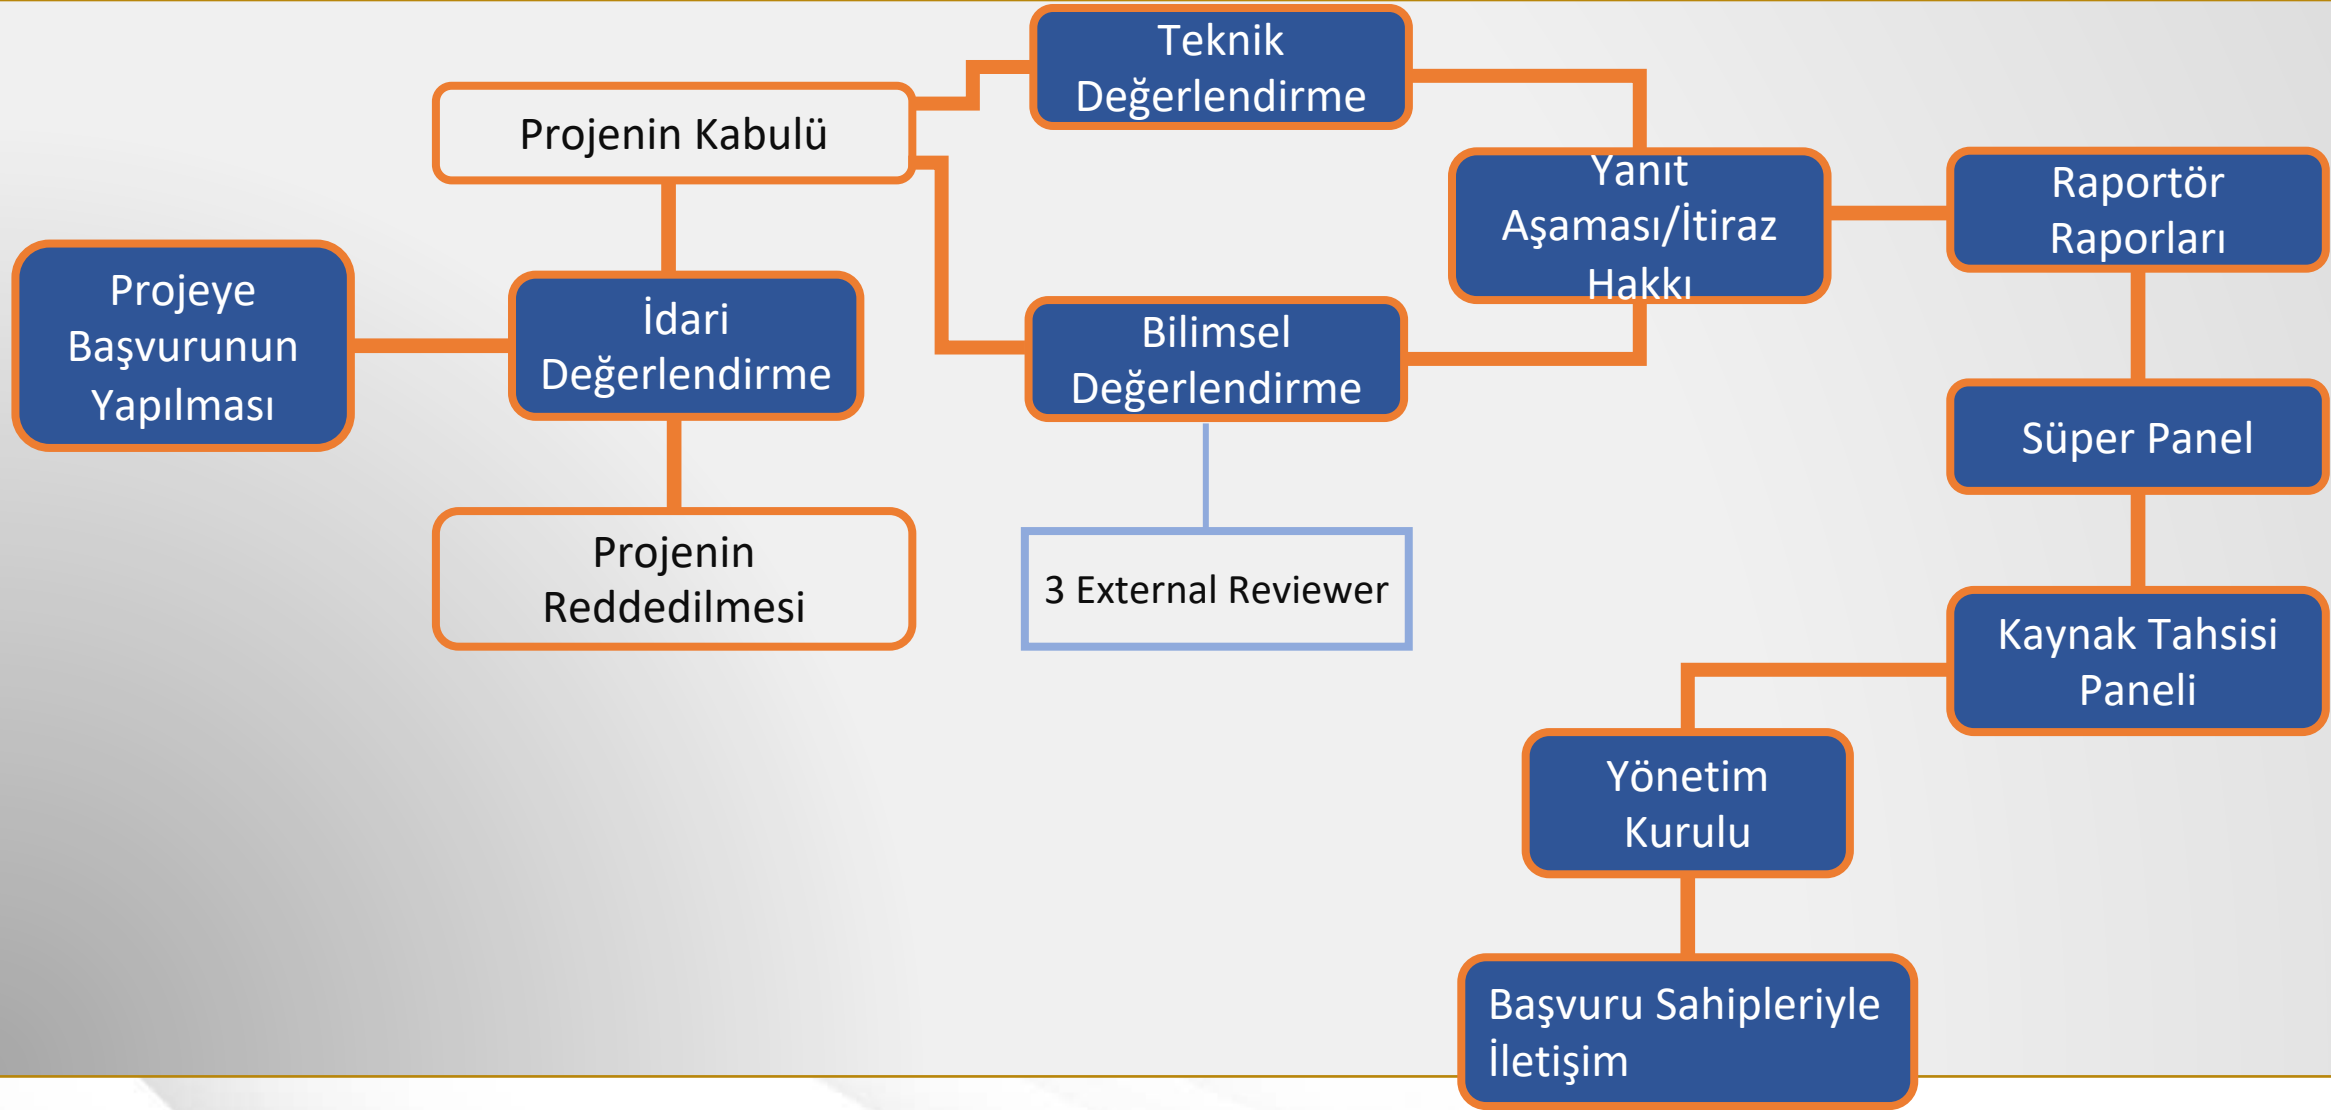 Projeye
Başvurunun
Yapılması
İdari
Değerlendirme
Projenin Kabulü
Projenin
Reddedilmesi
Teknik
Değerlendirme
Bilimsel
Değerlendirme
3 External Reviewer
Yanıt
Aşaması/İtiraz
Hakkı
Raportör
Raporları
Süper Panel
Kaynak Tahsisi
Paneli
Yönetim
Kurulu
Başvuru Sahipleriyle
İletişim